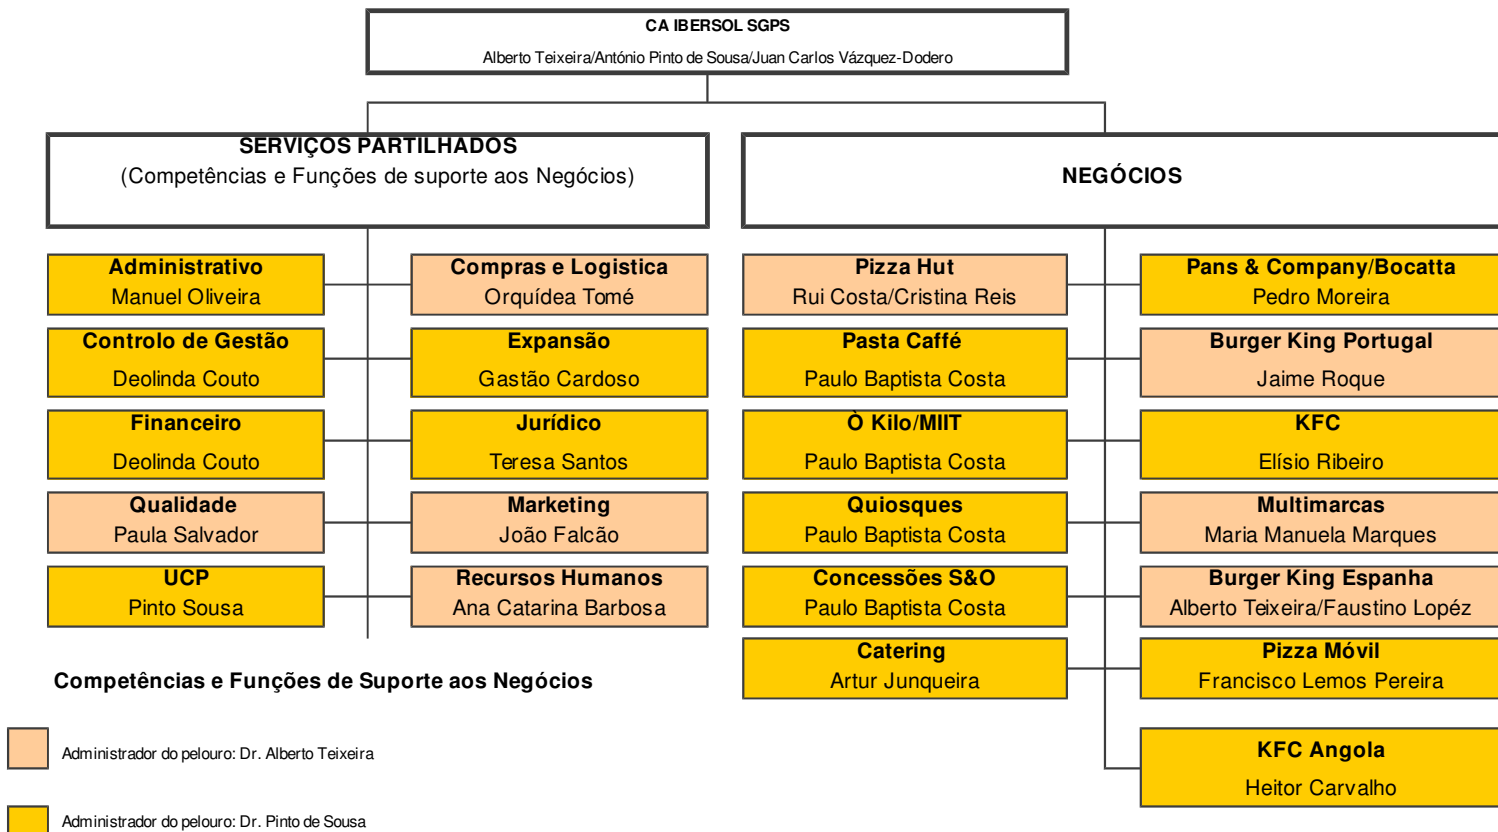 CA IBERSOL SGPS
Alberto Teixeira/António Pinto de Sousa/Juan Carlos Vázquez-Dodero
SERVIÇOS PARTILHADOS
(Competências e Funções de suporte aos Negócios)
NEGÓCIOS
Administrativo
Manuel Oliveira
Compras e Logistica
Orquídea Tomé
Controlo de Gestão
Deolinda Couto
Expansão
Gastão Cardoso
Financeiro
Deolinda Couto
Jurídico
Teresa Santos
Qualidade
Paula Salvador
Marketing
João Falcão
UCP
Pinto Sousa
Recursos Humanos
Ana Catarina Barbosa
Pizza Hut
Rui Costa/Cristina Reis
Pans & Company/Bocatta
Pedro Moreira
Pasta Caffé
Paulo Baptista Costa
Burger King Portugal
Jaime Roque
Ò Kilo/MIIT
Paulo Baptista Costa
KFC
Elísio Ribeiro
Quiosques
Paulo Baptista Costa
Multimarcas
Maria Manuela Marques
Concessões S&O
Paulo Baptista Costa
Burger King Espanha
Alberto Teixeira/Faustino Lopéz
Catering
Artur Junqueira
Pizza Móvil
Francisco Lemos Pereira
KFC Angola
Heitor Carvalho
Competências e Funções de Suporte aos Negócios
Administrador do pelouro: Dr. Alberto Teixeira
Administrador do pelouro: Dr. Pinto de Sousa